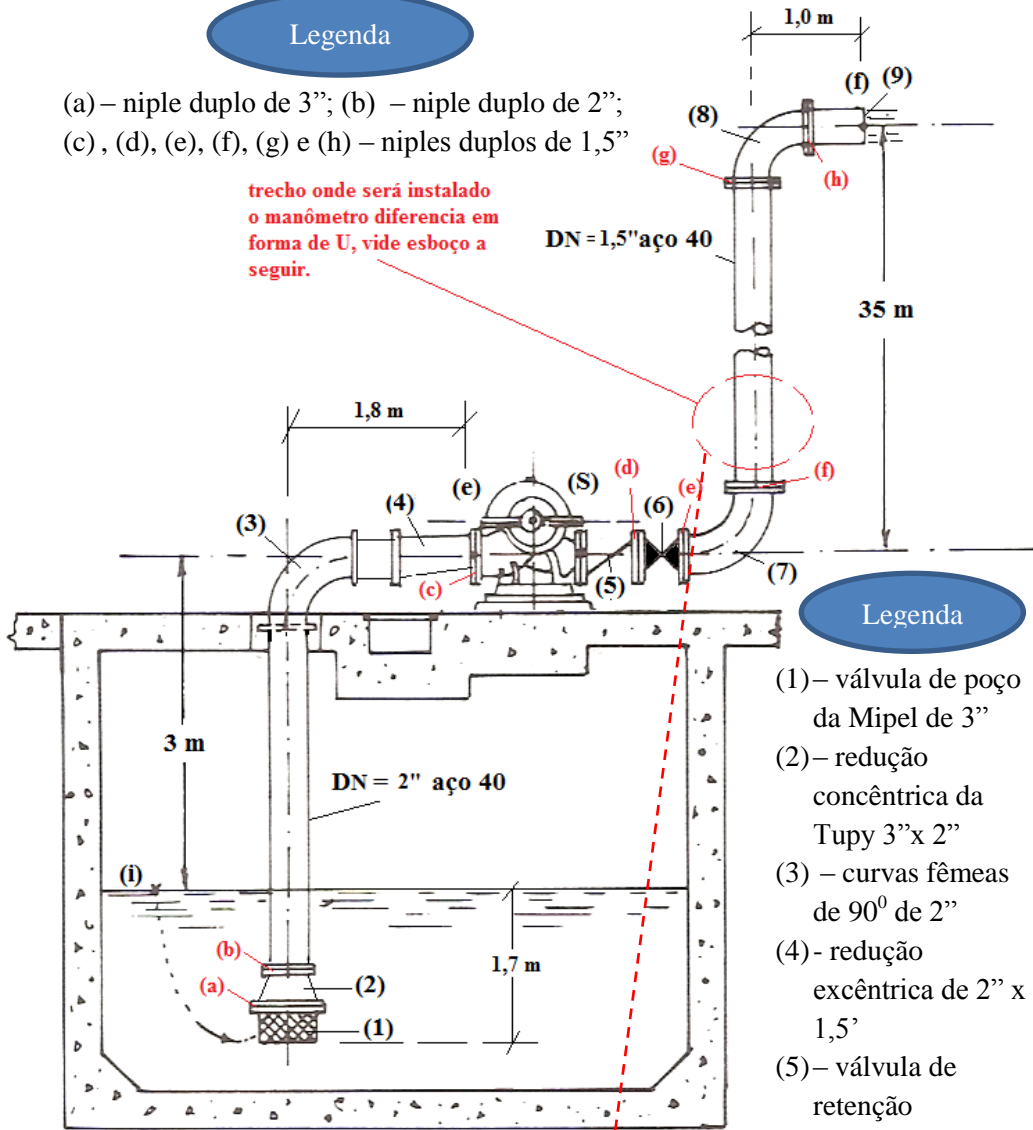 Legenda
(a) – niple duplo de 3”; (b) – niple duplo de 2”;
(c) , (d), (e), (f), (g) e (h) – niples duplos de 1,5”
trecho onde será instalado
o manômetro diferencia em
forma de U, vide esboço a
seguir.
1,0 m
(f)
(9)
(8)
(g)
(h)
DN = 1,5" aço 40
35 m
1,8 m
(e)
(S)
(d)
(e)
(f)
(3)
(4)
(6)
(c)
(5)
(7)
3 m
DN = 2" aço 40
(i)
(b)
(a)
(2)
(1)
1,7 m
Legenda
(1) – válvula de poço
da Mipel de 3”
(2) – redução
concêntrica da
Tupy 3”x 2”
(3) – curvas fêmeas
de 90⁰ de 2”
(4) - redução
excêntrica de 2” x
1,5’
(5) – válvula de
retenção